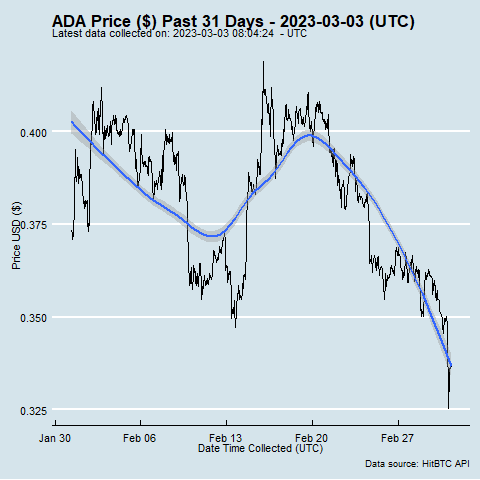 ADA Price ($) Past 31 Days - 2023-03-03 (UTC)
Latest data collected on: 2023-03-03 08:04:24 - UTC
0.400
0.375
0.350
0.325
Price USD ($)
Jan 30 Feb 06 Feb 13 Feb 20 Feb 27
Date Time Collected (UTC)
Data source: HitBTC API